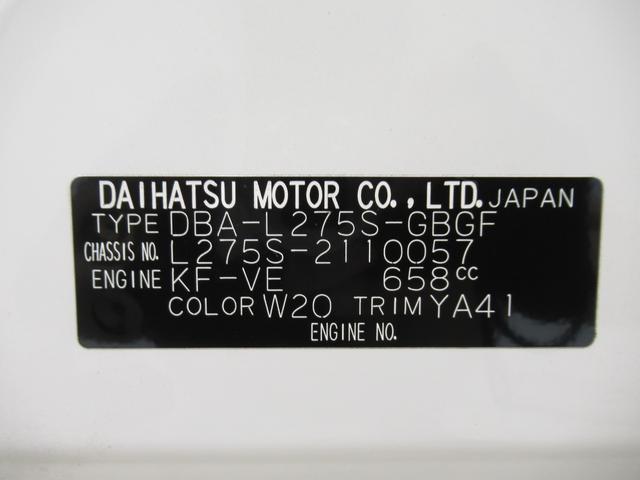 DAIHATSU MOTOR CO., LTD. JAPAN
TYPE DBA-L275S-GBGF
CHASSIS NO. L275S-2110057
ENGINE KF-VE 658cc
COLOR W20 TRIM YA41
ENGINE NO.